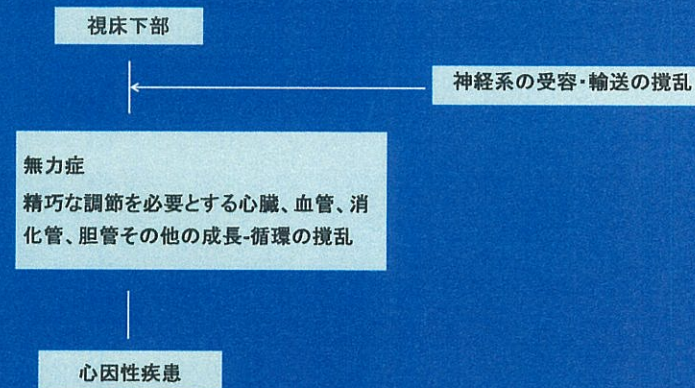 視床下部
神経系の受容・輸送の撹乱
無力症
精巧な調節を必要とする心臓、血管、消
化管、胆管その他の成長-循環の撹乱
心因性疾患